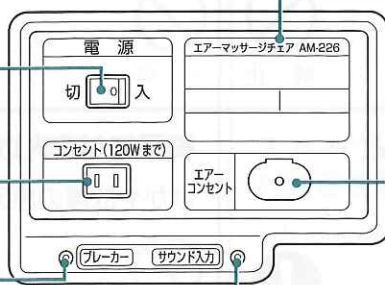 電源
切 入
エアーマッサージチェア AM-226
コンセント(120Wまで)
エアー
コンセント
ブレーカー サウンド入力